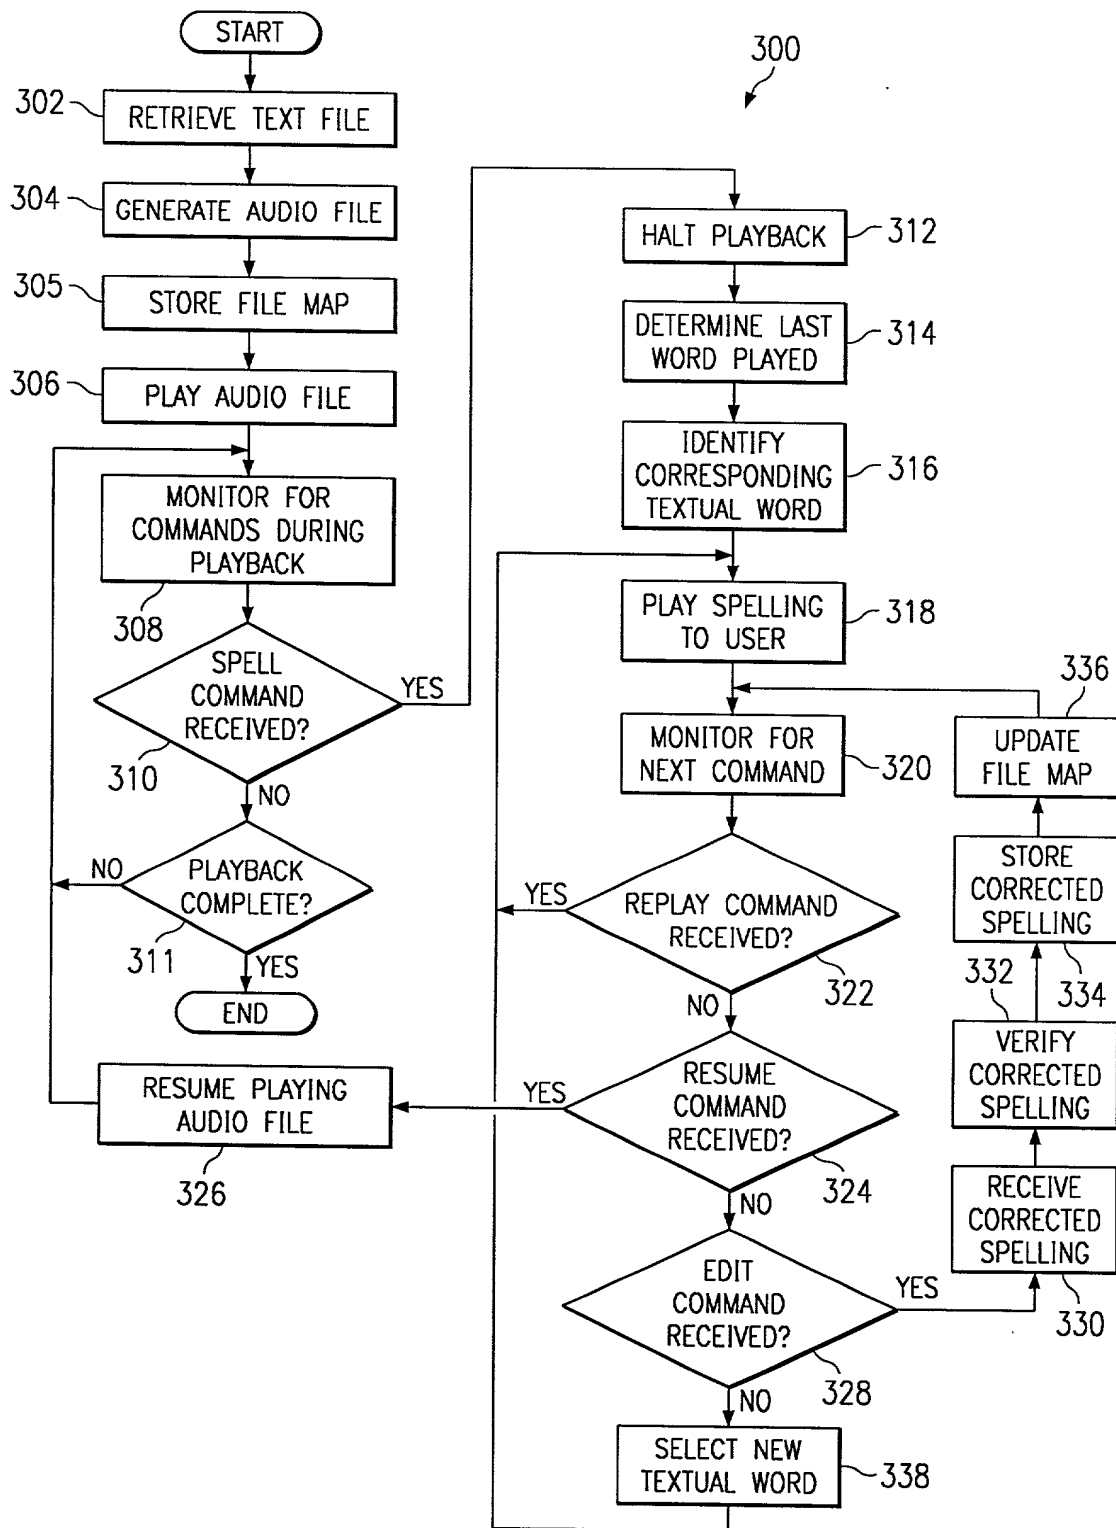 START
300
302
RETRIEVE TEXT FILE
304
GENERATE AUDIO FILE
305
STORE FILE MAP
306
PLAY AUDIO FILE
MONITOR FOR
COMMANDS DURING
PLAYBACK
308
SPELL
COMMAND
RECEIVED?
YES
310
NO
PLAYBACK
COMPLETE?
NO
311
YES
END
RESUME PLAYING
AUDIO FILE
326
HALT PLAYBACK
312
DETERMINE LAST
WORD PLAYED
314
IDENTIFY
CORRESPONDING
TEXTUAL WORD
316
PLAY SPELLING
TO USER
318
MONITOR FOR
NEXT COMMAND
320
REPLAY COMMAND
RECEIVED?
YES
322
NO
RESUME
COMMAND
RECEIVED?
YES
324
NO
EDIT
COMMAND
RECEIVED?
YES
328
NO
SELECT NEW
TEXTUAL WORD
338
336
UPDATE
FILE MAP
STORE
CORRECTED
SPELLING
334
332
VERIFY
CORRECTED
SPELLING
RECEIVE
CORRECTED
SPELLING
330